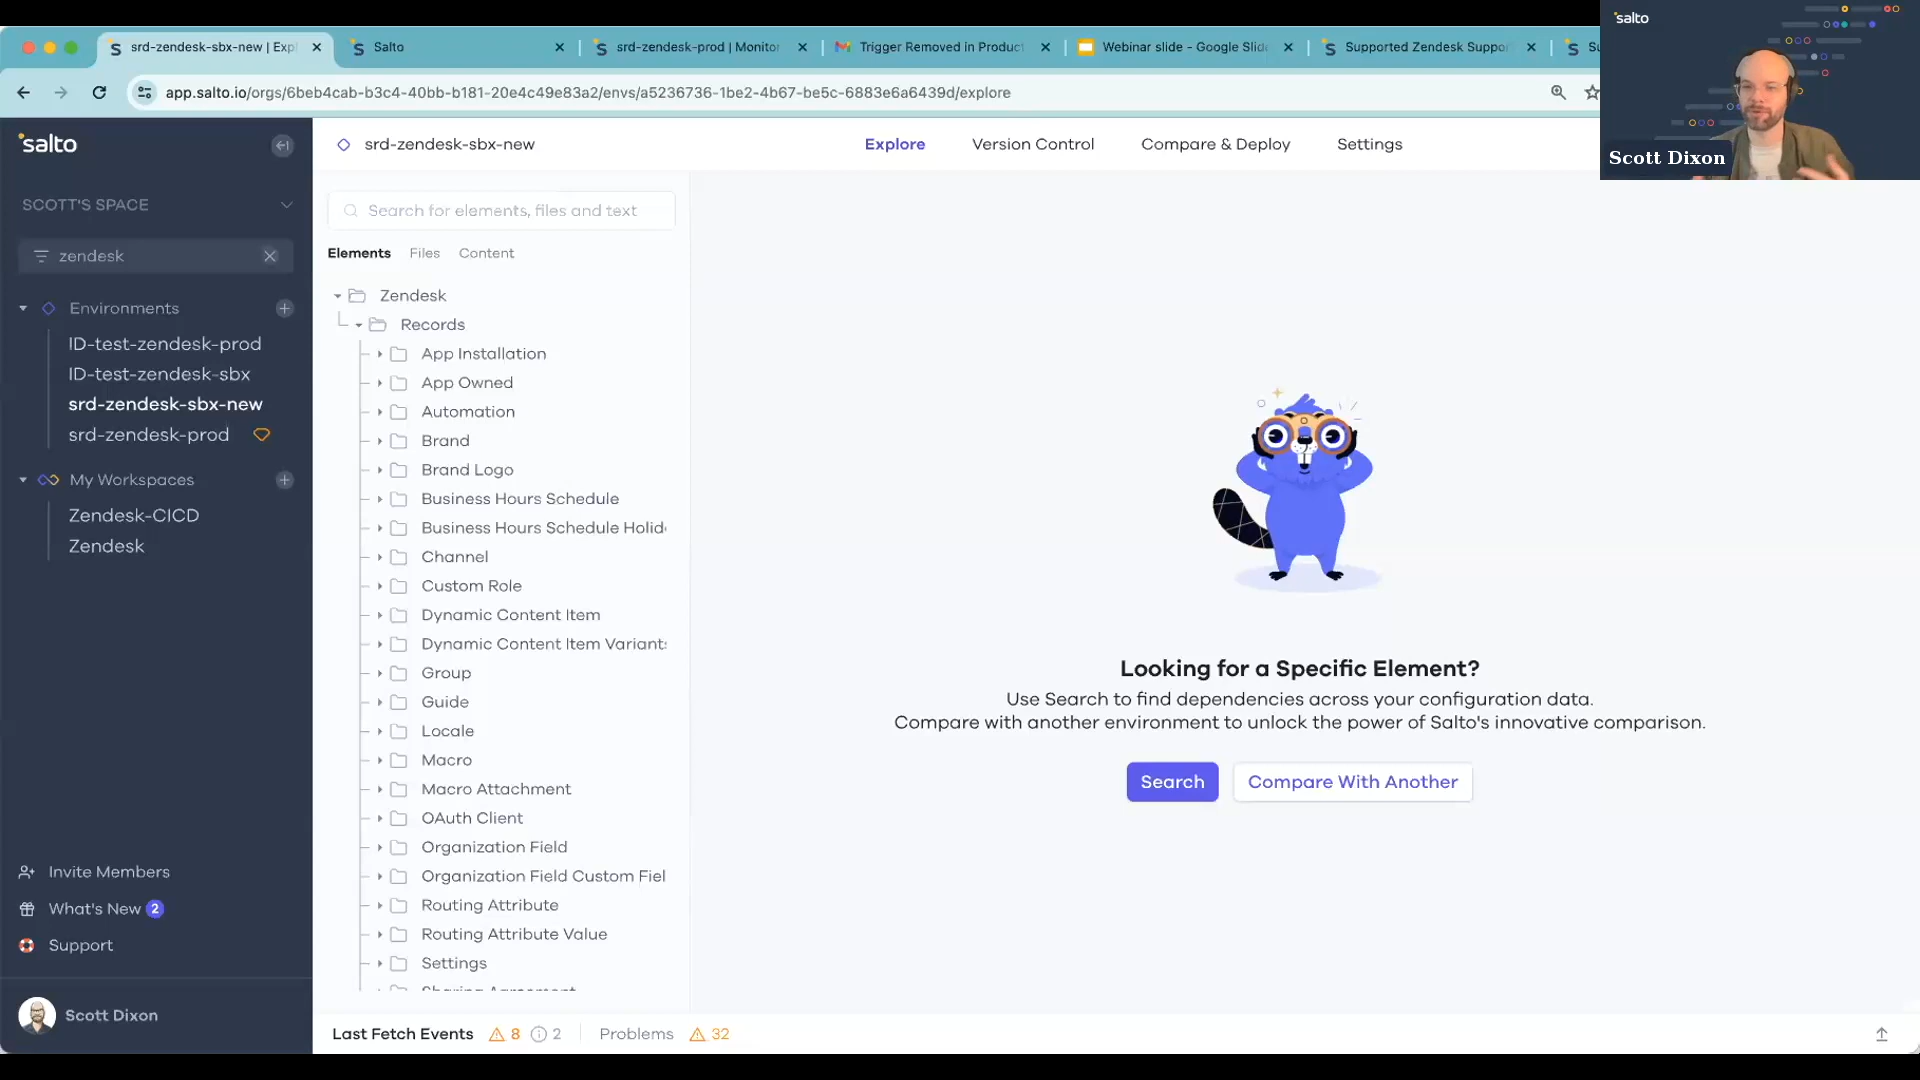 srd-zendesk-sbx-new | Expl
Salto
srd-zendesk-prod | Monitor
Trigger Removed in Product
Webinar slide - Google Slide
Supported Zendesk Suppor
Su
app.salto.io/orgs/6beb4cab-b3c4-40bb-b181-20e4c49e83a2/envs/a5236736-1be2-4b67-be5c-6883e6a6439d/explore
salto
Scott Dixon
salto
SCOTT'S SPACE
zendesk
Environments
ID-test-zendesk-prod
ID-test-zendesk-sbx
srd-zendesk-sbx-new
srd-zendesk-prod
My Workspaces
Zendesk-CICD
Zendesk
Invite Members
What's New 2
Support
Scott Dixon
srd-zendesk-sbx-new
Explore
Version Control
Compare & Deploy
Settings
Search for elements, files and text
Elements
Files
Content
Zendesk
Records
App Installation
App Owned
Automation
Brand
Brand Logo
Business Hours Schedule
Business Hours Schedule Holid
Channel
Custom Role
Dynamic Content Item
Dynamic Content Item Variants
Group
Guide
Locale
Macro
Macro Attachment
OAuth Client
Organization Field
Organization Field Custom Fiel
Routing Attribute
Routing Attribute Value
Settings
Sharing Agreement
Looking for a Specific Element?
Use Search to find dependencies across your configuration data.
Compare with another environment to unlock the power of Salto's innovative comparison.
Search
Compare With Another
Last Fetch Events
8
2
Problems
32